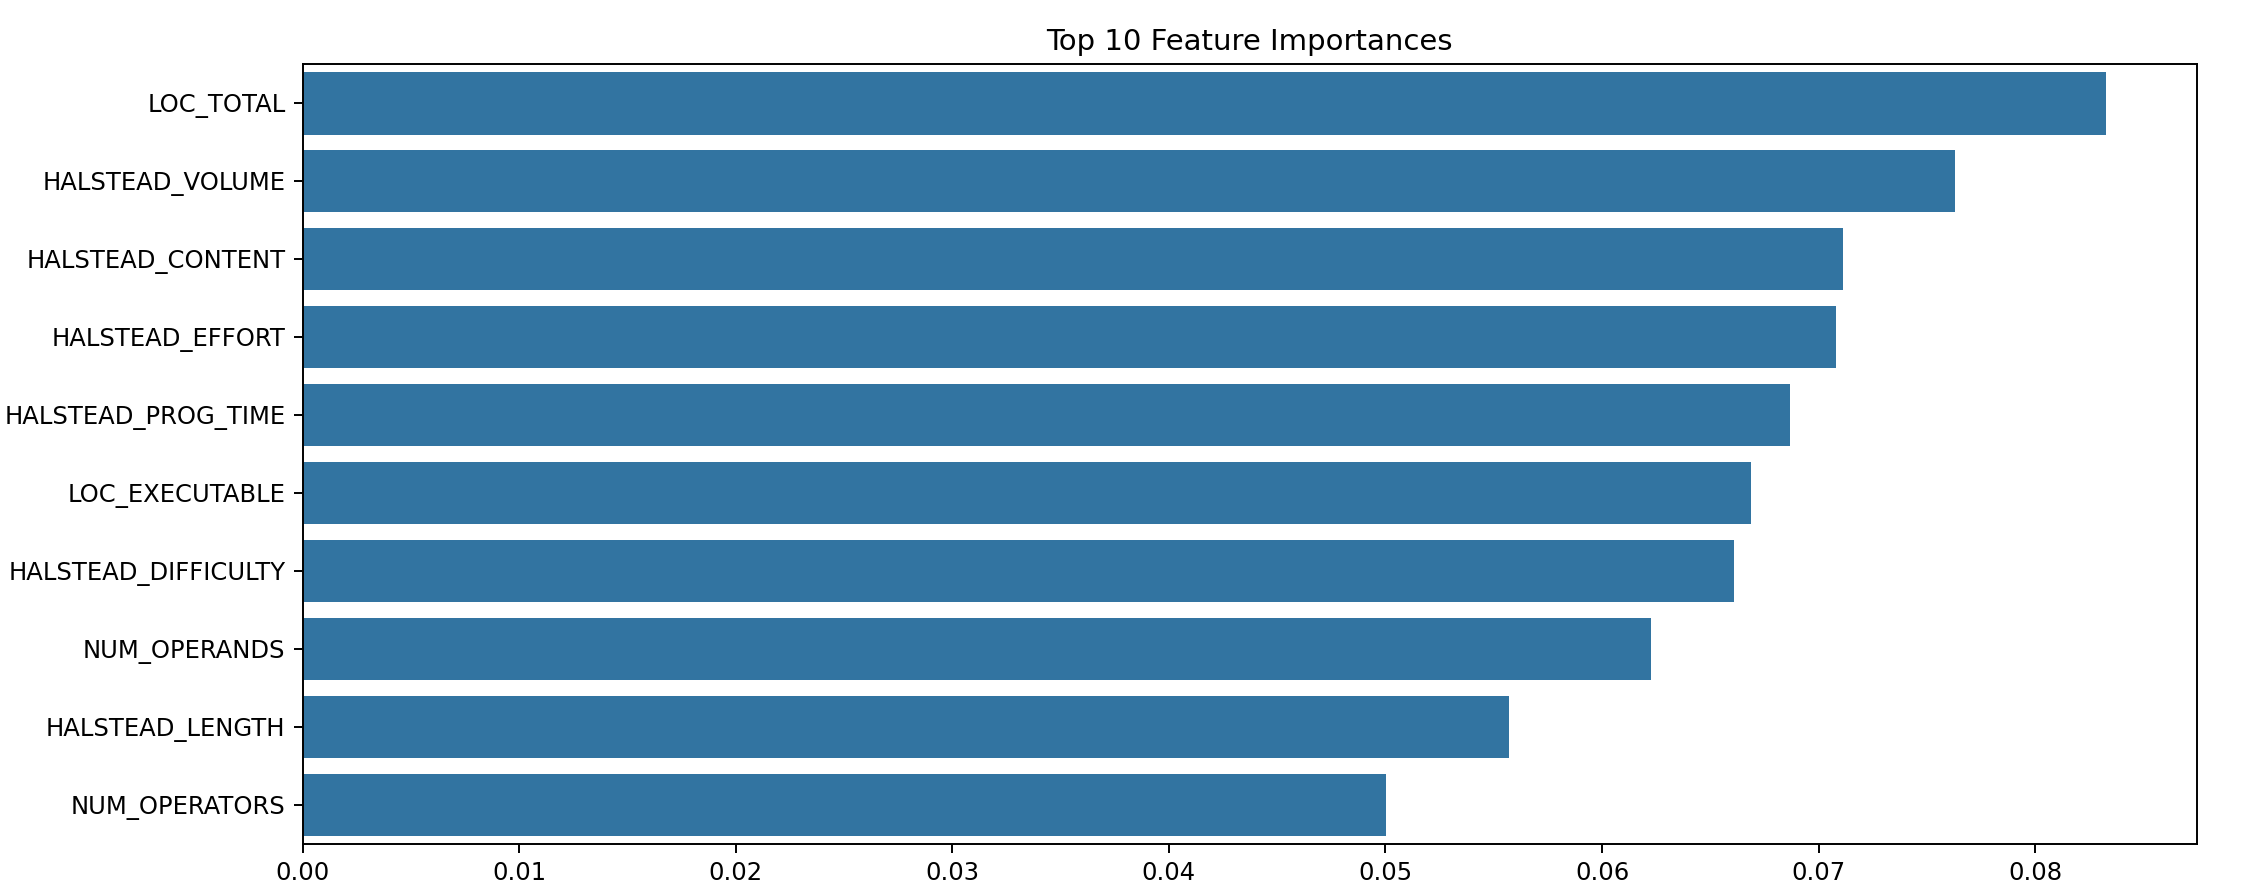 Top 10 Feature Importances
LOC_TOTAL
HALSTEAD_VOLUME
HALSTEAD_CONTENT
HALSTEAD_EFFORT
HALSTEAD_PROG_TIME
LOC_EXECUTABLE
HALSTEAD_DIFFICULTY
NUM_OPERANDS
HALSTEAD_LENGTH
NUM_OPERATORS
0.00 0.01 0.02 0.03 0.04 0.05 0.06 0.07 0.08